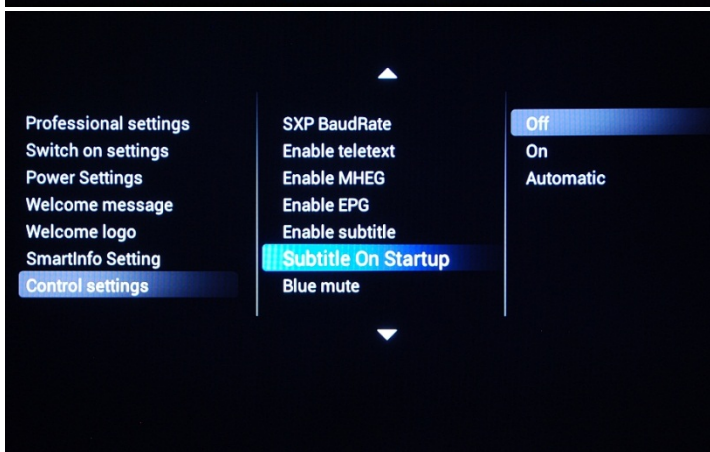 Professional settings
Switch on settings
Power Settings
Welcome message
Welcome logo
SmartInfo Setting
Control settings
SXP BaudRate
Enable teletext
Enable MHEG
Enable EPG
Enable subtitle
Subtitle On Startup
Blue mute
Off
On
Automatic